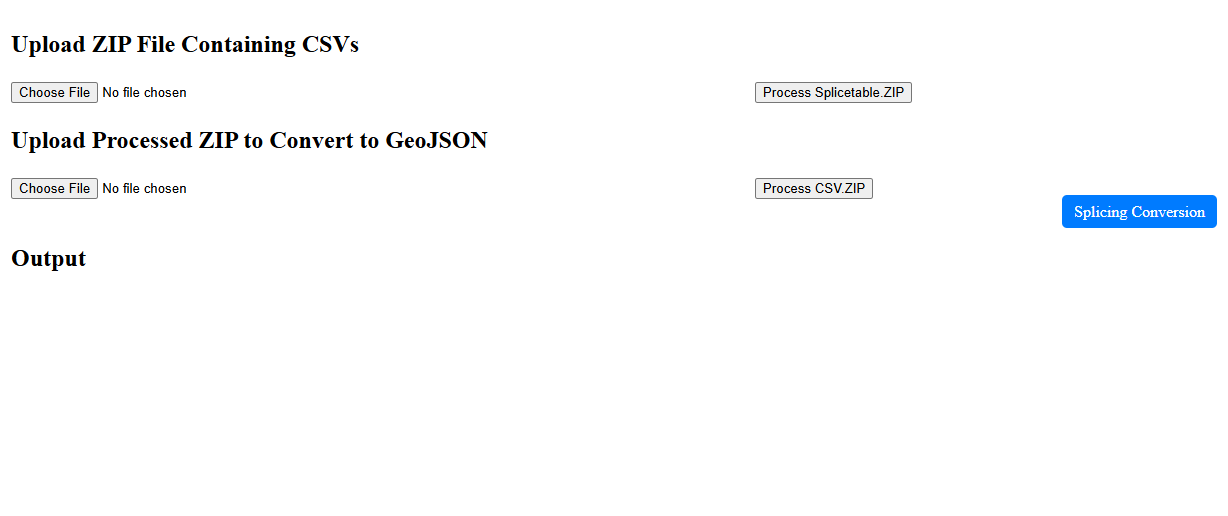 Upload ZIP File Containing CSVs
Choose File No file chosen Process Splicetable.ZIP
Upload Processed ZIP to Convert to GeoJSON
Choose File No file chosen Process CSV.ZIP
Splicing Conversion
Output